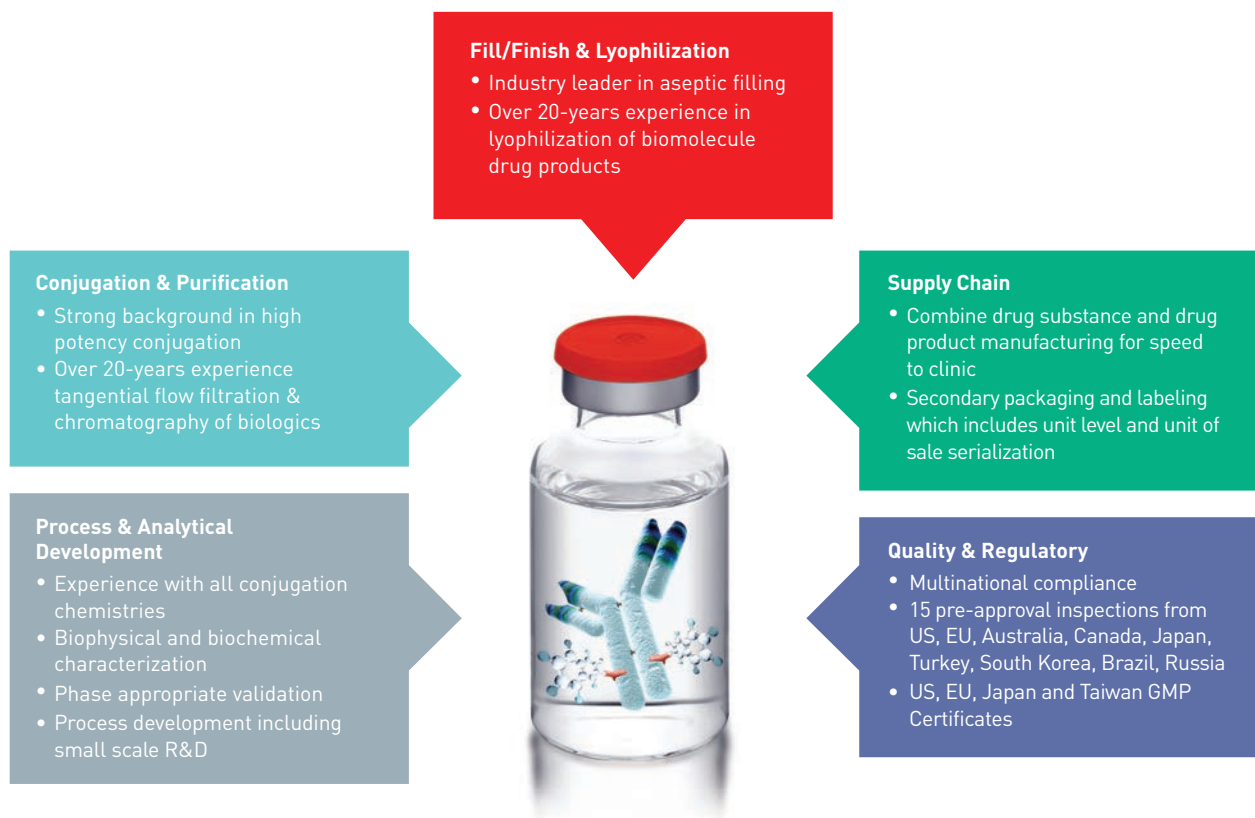 Fill/Finish & Lyophilization
• Industry leader in aseptic filling
• Over 20-years experience in
lyophilization of biomolecule
drug products
Conjugation & Purification
• Strong background in high
potency conjugation
• Over 20-years experience
tangential flow filtration &
chromatography of biologics
Process & Analytical
Development
• Experience with all conjugation
chemistries
• Biophysical and biochemical
characterization
• Phase appropriate validation
• Process development including
small scale R&D
Supply Chain
• Combine drug substance and drug
product manufacturing for speed
to clinic
• Secondary packaging and labeling
which includes unit level and unit of
sale serialization
Quality & Regulatory
• Multinational compliance
• 15 pre-approval inspections from
US, EU, Australia, Canada, Japan,
Turkey, South Korea, Brazil, Russia
• US, EU, Japan and Taiwan GMP
Certificates